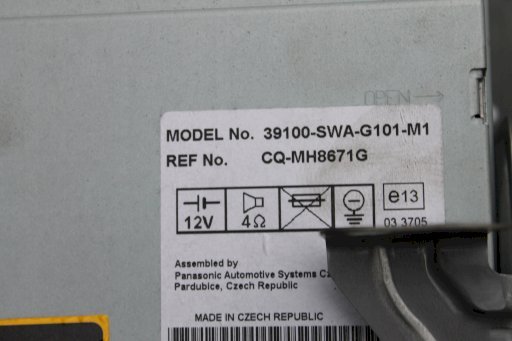 OPEN
MODEL No. 39100-SWA-G101-M1
REF No. CQ-MH8671G
12V 4Ω e13
03 3705
Assembled by
Panasonic Automotive Systems
Pardubice, Czech Republic
MADE IN CZECH REPUBLIC